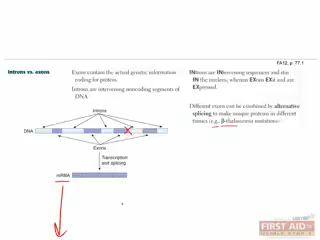 FA12, p. 77.1
Introns vs. exons
Exons contain the actual genetic information
coding for protein.
Introns are intervening noncoding segments of
DNA
INtrons are INtervening sequences and stay
IN the nucleus, whereas EXons EXit and are
EXpressed.
Different exons can be combined by alternative
splicing to make unique proteins in different
tissues (e.g., β-thalassemia mutations).
Introns
DNA
Exons
Transcription
and splicing
mRNA
FIRST AID